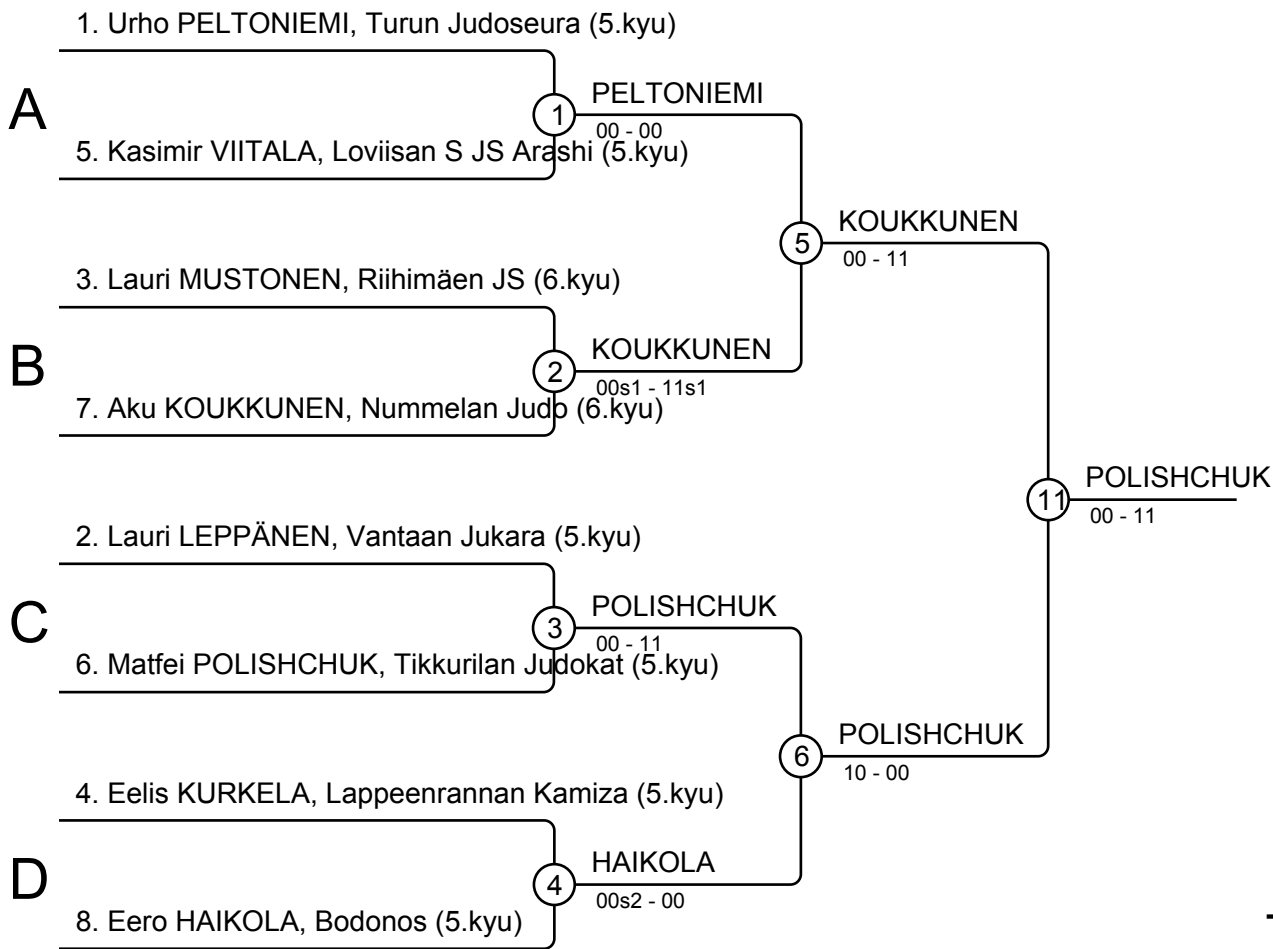 1. Urho PELTONIEMI, Turun Judoseura (5.kyu)
A
1
PELTONIEMI
00 - 00
5. Kasimir VIITALA, Loviisan S JS Arashi (5.kyu)
5
KOUKKUNEN
00 - 11
3. Lauri MUSTONEN, Riihimäen JS (6.kyu)
B
2
KOUKKUNEN
00s1 - 11s1
7. Aku KOUKKUNEN, Nummelan Judo (6.kyu)
11
POLISHCHUK
00 - 11
2. Lauri LEPPÄNEN, Vantaan Jukara (5.kyu)
C
3
POLISHCHUK
00 - 11
6. Matfei POLISHCHUK, Tikkurilan Judokat (5.kyu)
6
POLISHCHUK
10 - 00
4. Eelis KURKELA, Lappeenrannan Kamiza (5.kyu)
D
4
HAIKOLA
00s2 - 00
8. Eero HAIKOLA, Bodonos (5.kyu)